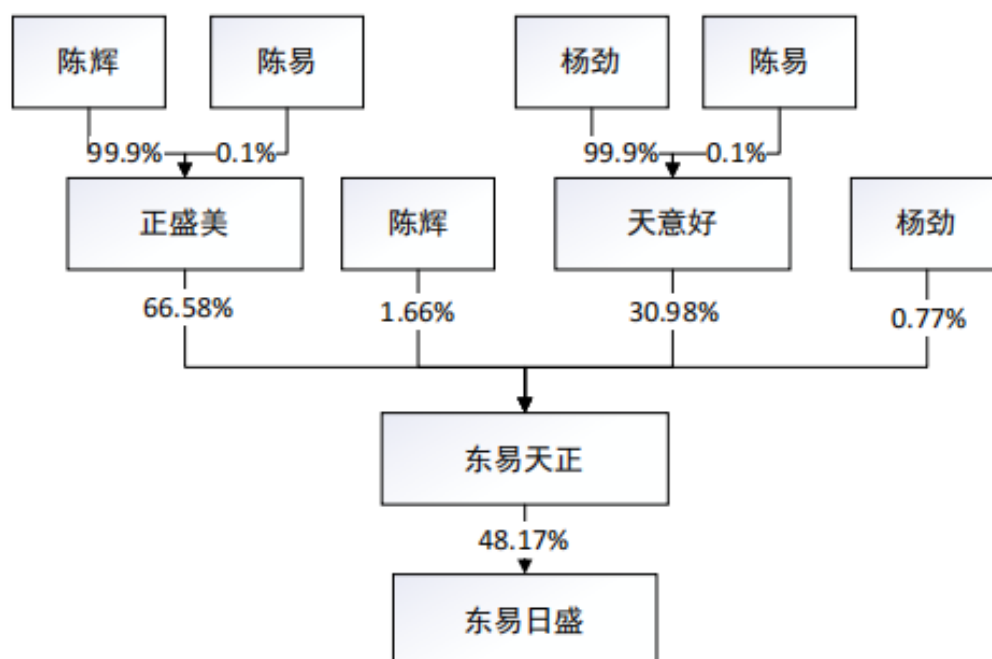 陈辉
陈易
杨劲
陈易
99.9%
0.1%
99.9%
0.1%
正盛美
陈辉
天意好
杨劲
66.58%
1.66%
30.98%
0.77%
东易天正
48.17%
东易日盛